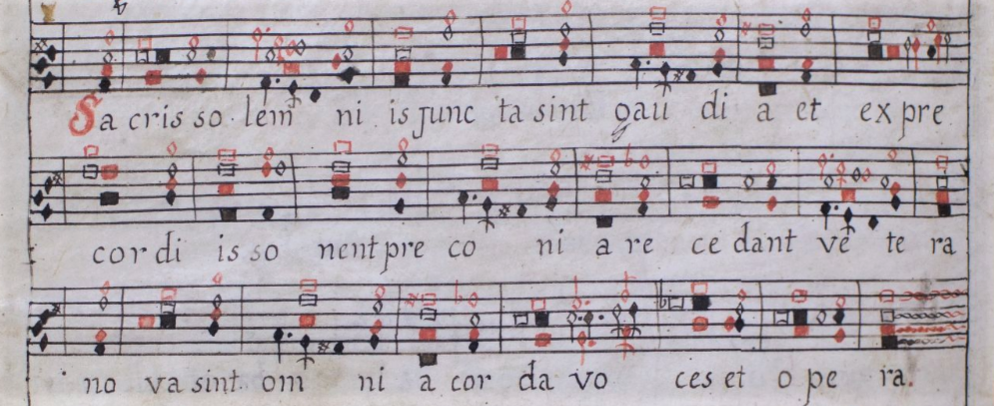 Sa cris so lem ni is junc ta sint gau di a et ex pre
cor di is so nent pre co ni a re ce dant ve te ra
no va sint om ni a cor da vo ces et o pe ra.